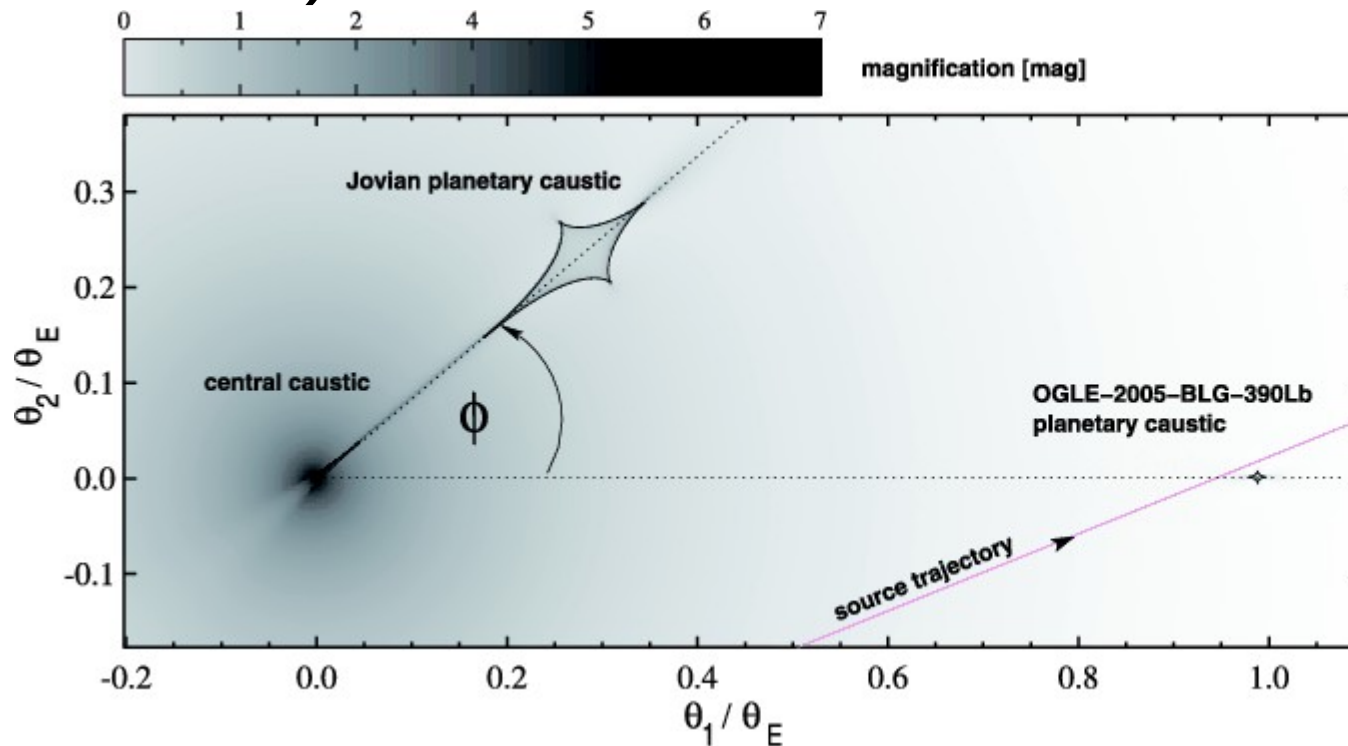 0 1 2 4 5 6 7
magnification [mag]
Jovian planetary caustic
0.3
0.2
central caustic
0.1
θ2 / θE
ϕ
OGLE−2005−BLG−390Lb
planetary caustic
0.0
-0.1
source trajectory
-0.2 0.0 0.2 0.4 0.6 0.8 1.0
θ1 / θE